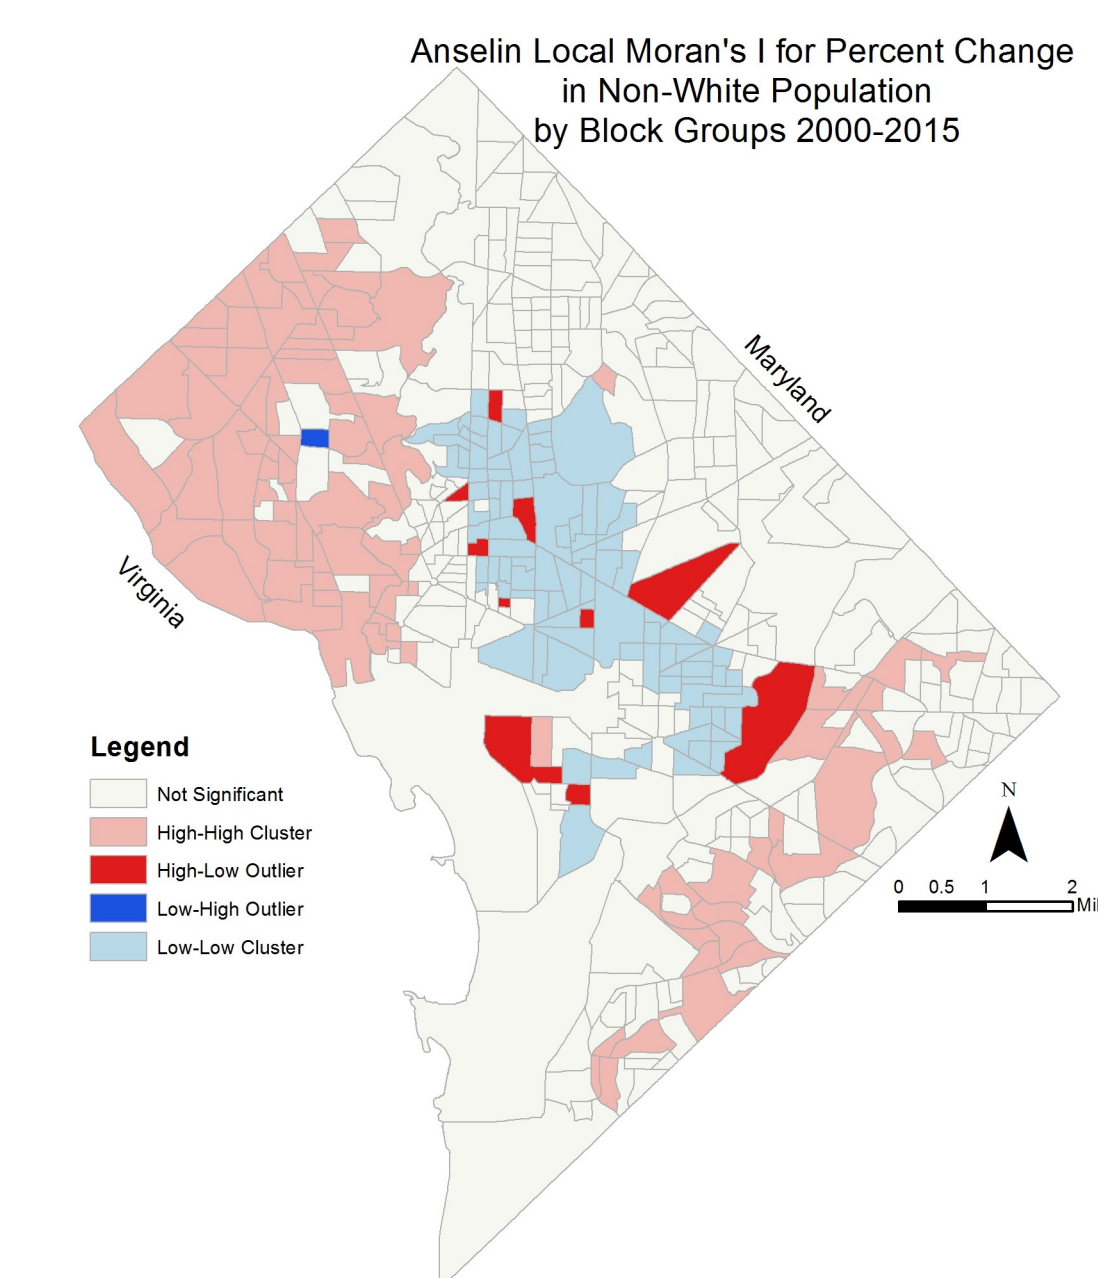 Anselin Local Moran's I for Percent Change
in Non-White Population
by Block Groups 2000-2015
Maryland
Virginia
Legend
Not Significant
High-High Cluster
High-Low Outlier
Low-High Outlier
Low-Low Cluster
N
0 0.5 1 2
Mil